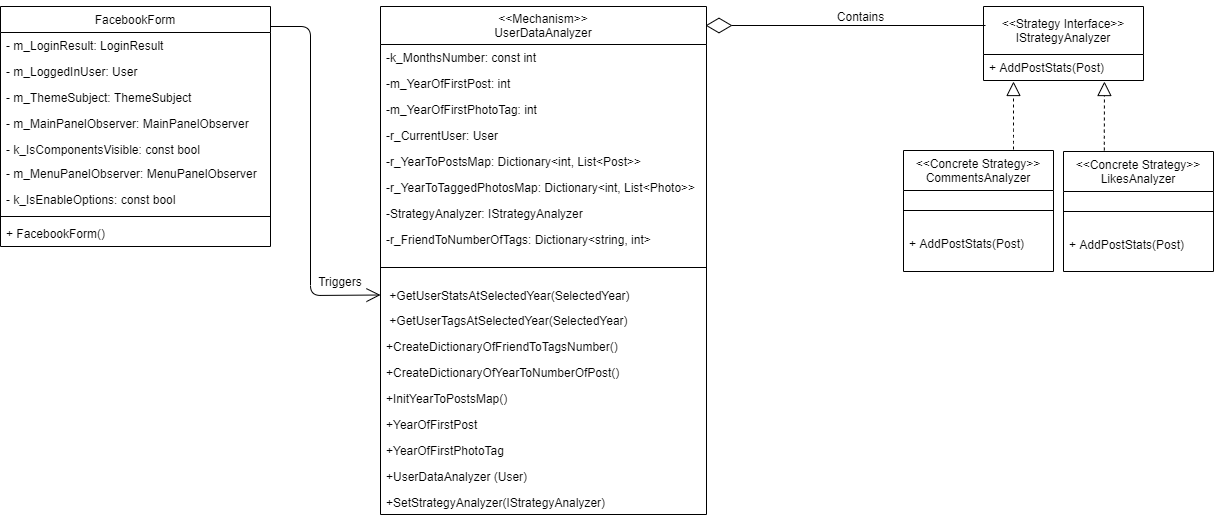 FacebookForm
- m_LoginResult: LoginResult
- m_LoggedInUser: User
- m_ThemeSubject: ThemeSubject
- m_MainPanelObserver: MainPanelObserver
- k_IsComponentsVisible: const bool
- m_MenuPanelObserver: MenuPanelObserver
- k_IsEnableOptions: const bool
+ FacebookForm()
Triggers
<<Mechanism>>
UserDataAnalyzer
-k_MonthsNumber: const int
-m_YearOfFirstPost: int
-m_YearOfFirstPhotoTag: int
-r_CurrentUser: User
-r_YearToPostsMap: Dictionary<int, List<Post>>
-r_YearToTaggedPhotosMap: Dictionary<int, List<Photo>>
-StrategyAnalyzer: IStrategyAnalyzer
-r_FriendToNumberOfTags: Dictionary<string, int>
+GetUserStatsAtSelectedYear(SelectedYear)
+GetUserTagsAtSelectedYear(SelectedYear)
+CreateDictionaryOfFriendToTagsNumber()
+CreateDictionaryOfYearToNumberOfPost()
+InitYearToPostsMap()
+YearOfFirstPost
+YearOfFirstPhotoTag
+UserDataAnalyzer (User)
+SetStrategyAnalyzer(IStrategyAnalyzer)
Contains
<<Strategy Interface>>
IStrategyAnalyzer
+ AddPostStats(Post)
<<Concrete Strategy>>
CommentsAnalyzer
+ AddPostStats(Post)
<<Concrete Strategy>>
LikesAnalyzer
+ AddPostStats(Post)